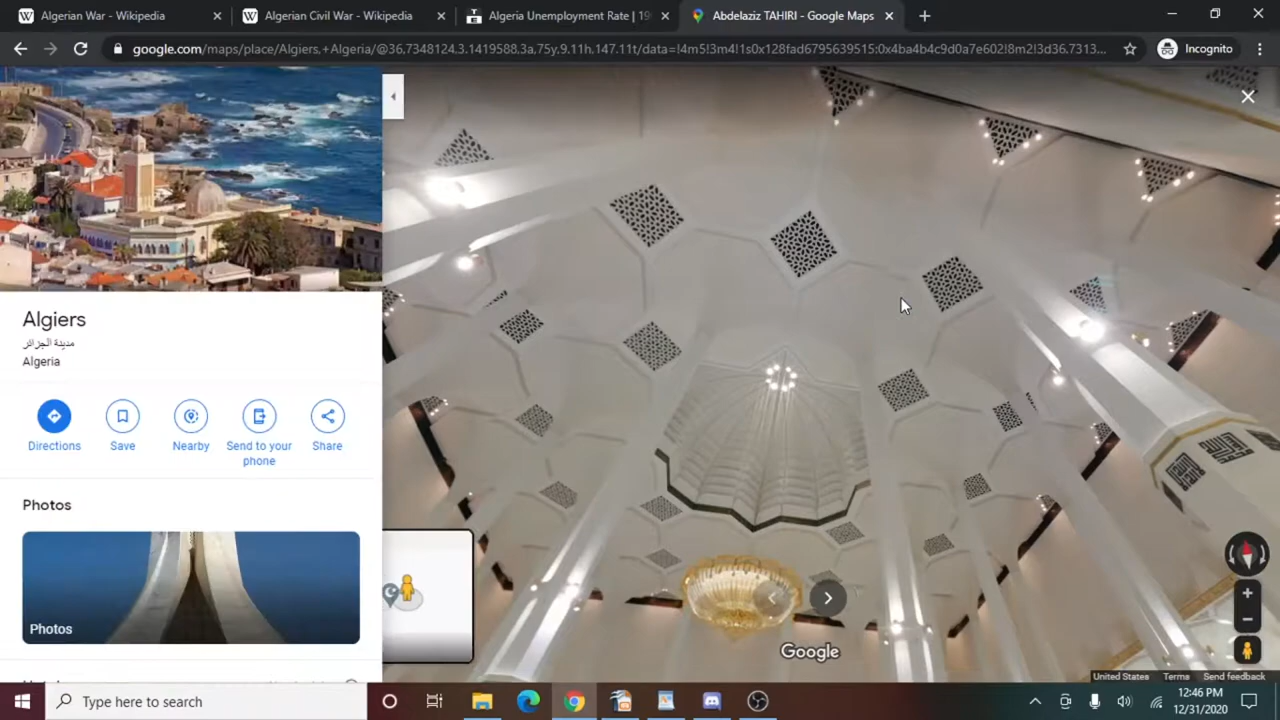 Algerian War - Wikipedia
Algerian Civil War - Wikipedia
Algeria Unemployment Rate | 19
Abdelaziz TAHIRI - Google Maps
google.com/maps/place/Algiers,+Algeria/@36.7348124,3.1419588,3a,75y,9.11h,147.11t/data=!4m5!3m4!1s0x128fad6795639515:0x4ba4b4c9d0a7e602!8m2!3d36.7313...
Incognito
Algiers
مدينة الجزائر
Algeria
Directions
Save
Nearby
Send to your
phone
Share
Photos
Photos
Google
United States
Terms
Send feedback
Type here to search
12:46 PM
12/31/2020